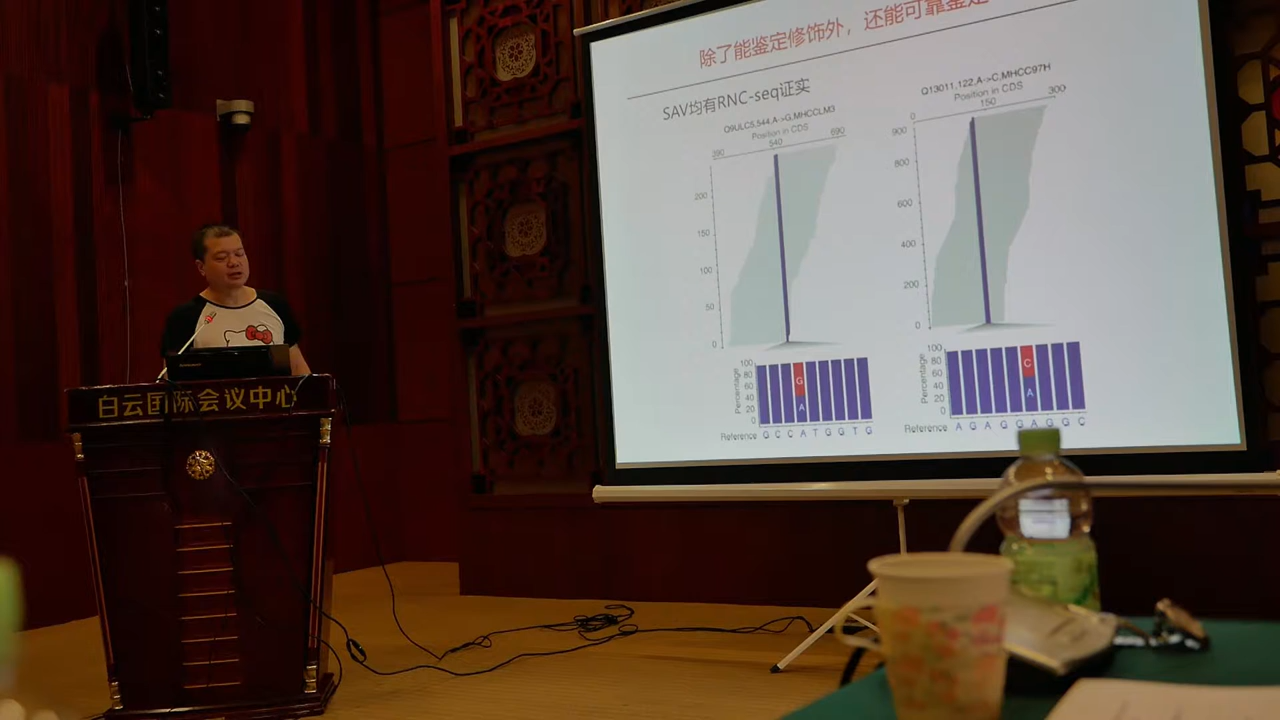 除了能鉴定修饰外，还能可靠鉴定
SAV均有RNC-seq证实
Q9ULC5,544,A->G,MHCCLM3
Position in CDS
390 540 690
200
150
100
50
0
Q13011,122,A->C,MHCC97H
Position in CDS
0 150 300
900
800
600
400
200
0
Percentage
100
80
60
40
20
0
G
A
Reference G C C A T G G T G
Percentage
100
80
60
40
20
0
C
A
Reference A G A G G A G G C
白云国际会议中心